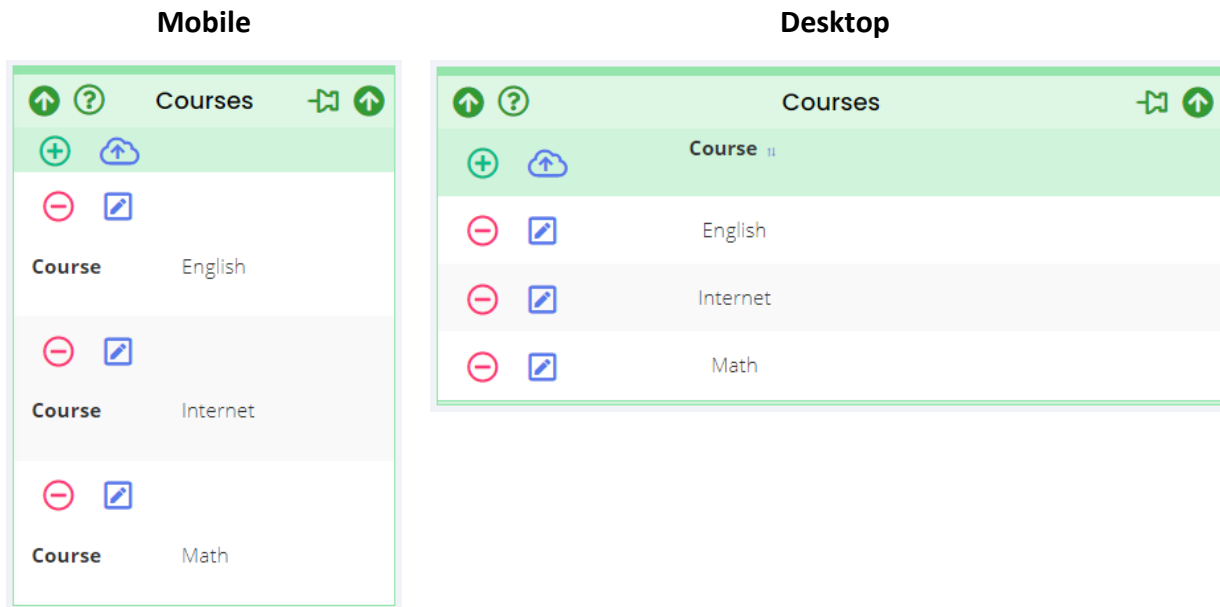 Mobile
Courses
Course English
Course Internet
Course Math
Desktop
Courses
Course
English
Internet
Math